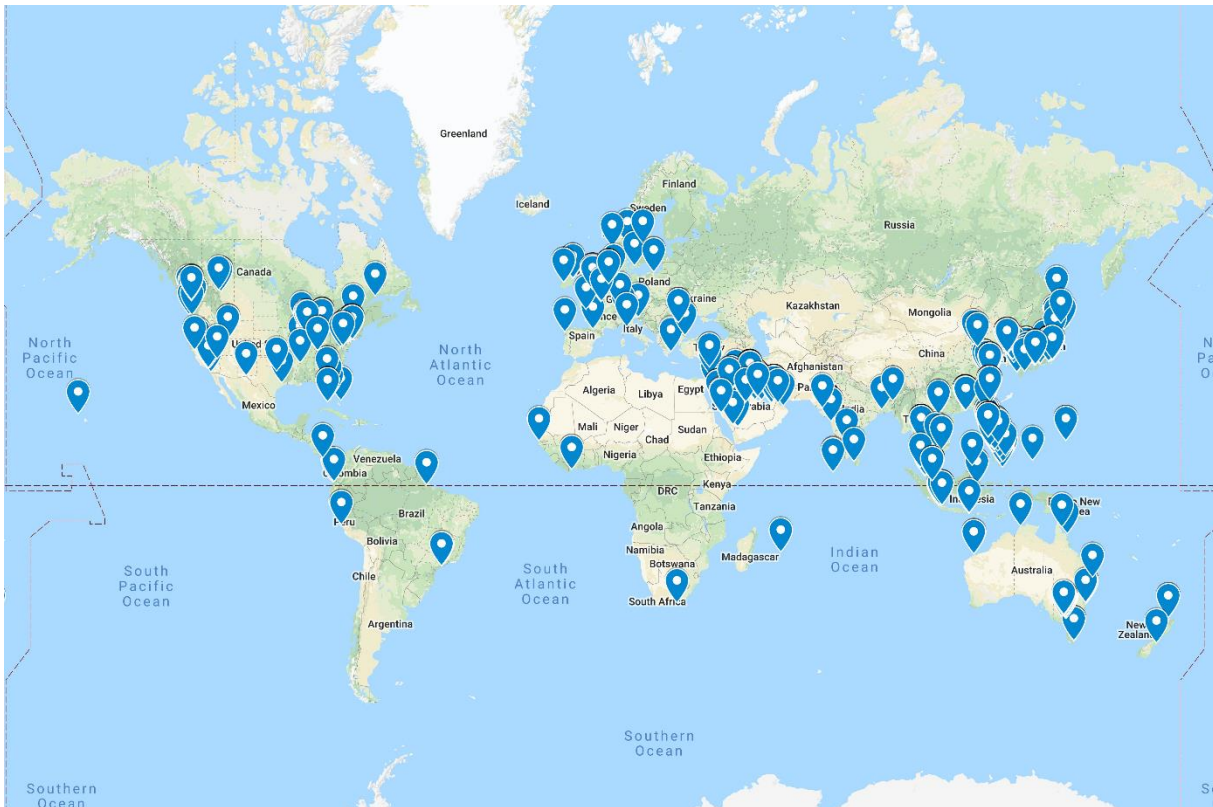 Greenland
Finland
Iceland
Sweden
Russia
Canada
Poland
Kazakhstan
Mongolia
North
Pacific
Ocean
North
Atlantic
Ocean
Italy
Spain
China
Afghanistan
Algeria
Libya
Egypt
Mexico
Mali
Niger
Sudan
Chad
Nigeria
Ethiopia
Venezuela
Kenya
DRC
Tanzania
Brazil
Peru
Angola
Bolivia
Namibia
Botswana
Madagascar
Indian
Ocean
Australia
Chile
South
Pacific
Ocean
South
Atlantic
Ocean
South Africa
Argentina
New
Zealand
Southern
Ocean
Southern
Ocean